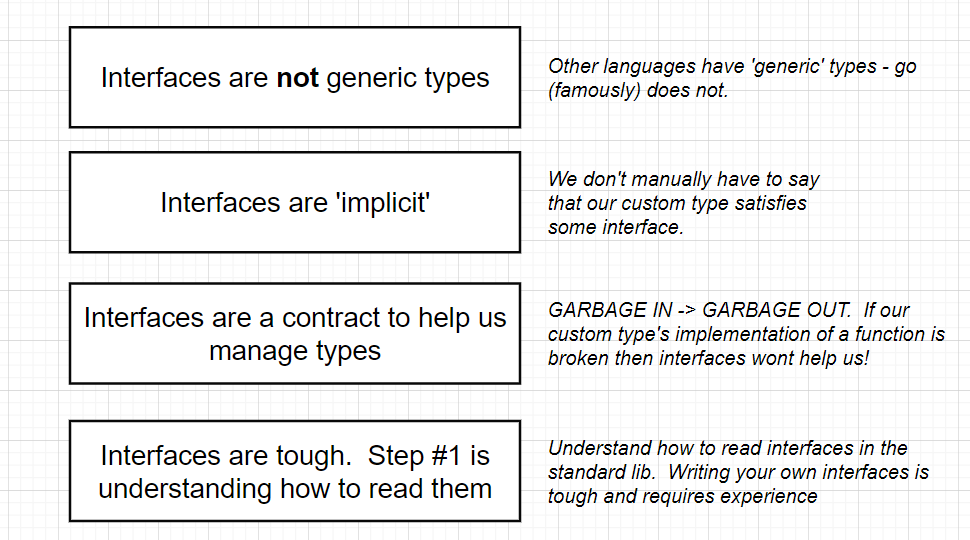 Interfaces are not generic types
Other languages have 'generic' types - go
(famously) does not.
Interfaces are 'implicit'
We don't manually have to say
that our custom type satisfies
some interface.
Interfaces are a contract to help us
manage types
GARBAGE IN -> GARBAGE OUT.  If our
custom type's implementation of a function is
broken then interfaces wont help us!
Interfaces are tough.  Step #1 is
understanding how to read them
Understand how to read interfaces in the
standard lib.  Writing your own interfaces is
tough and requires experience